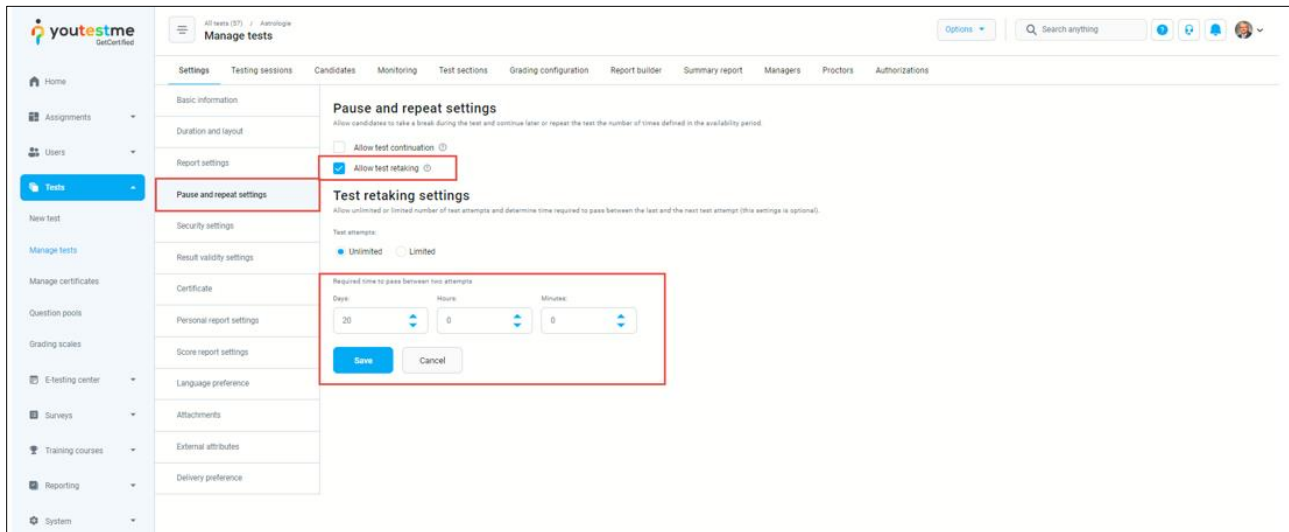 youtestme
GetCertified
All tests (57) / Astrologie
Manage tests
Options
Search anything
Home
Assignments
Users
Tests
New test
Manage tests
Manage certificates
Question pools
Grading scales
E-testing center
Surveys
Training courses
Reporting
System
Settings Testing sessions Candidates Monitoring Test sections Grading configuration Report builder Summary report Managers Proctors Authorizations
Basic information
Duration and layout
Report settings
Pause and repeat settings
Security settings
Result validity settings
Certificate
Personal report settings
Score report settings
Language preference
Attachments
External attributes
Delivery preference
Pause and repeat settings
Allow candidates to take a break during the test and continue later or repeat the test the number of times defined in the availability period.
Allow test continuation
Allow test retaking
Test retaking settings
Allow unlimited or limited number of test attempts and determine time required to pass between the last and the next test attempt (this settings is optional).
Test attempts:
Unlimited Limited
Required time to pass between two attempts
Days: Hours: Minutes:
20 0 0
Save Cancel